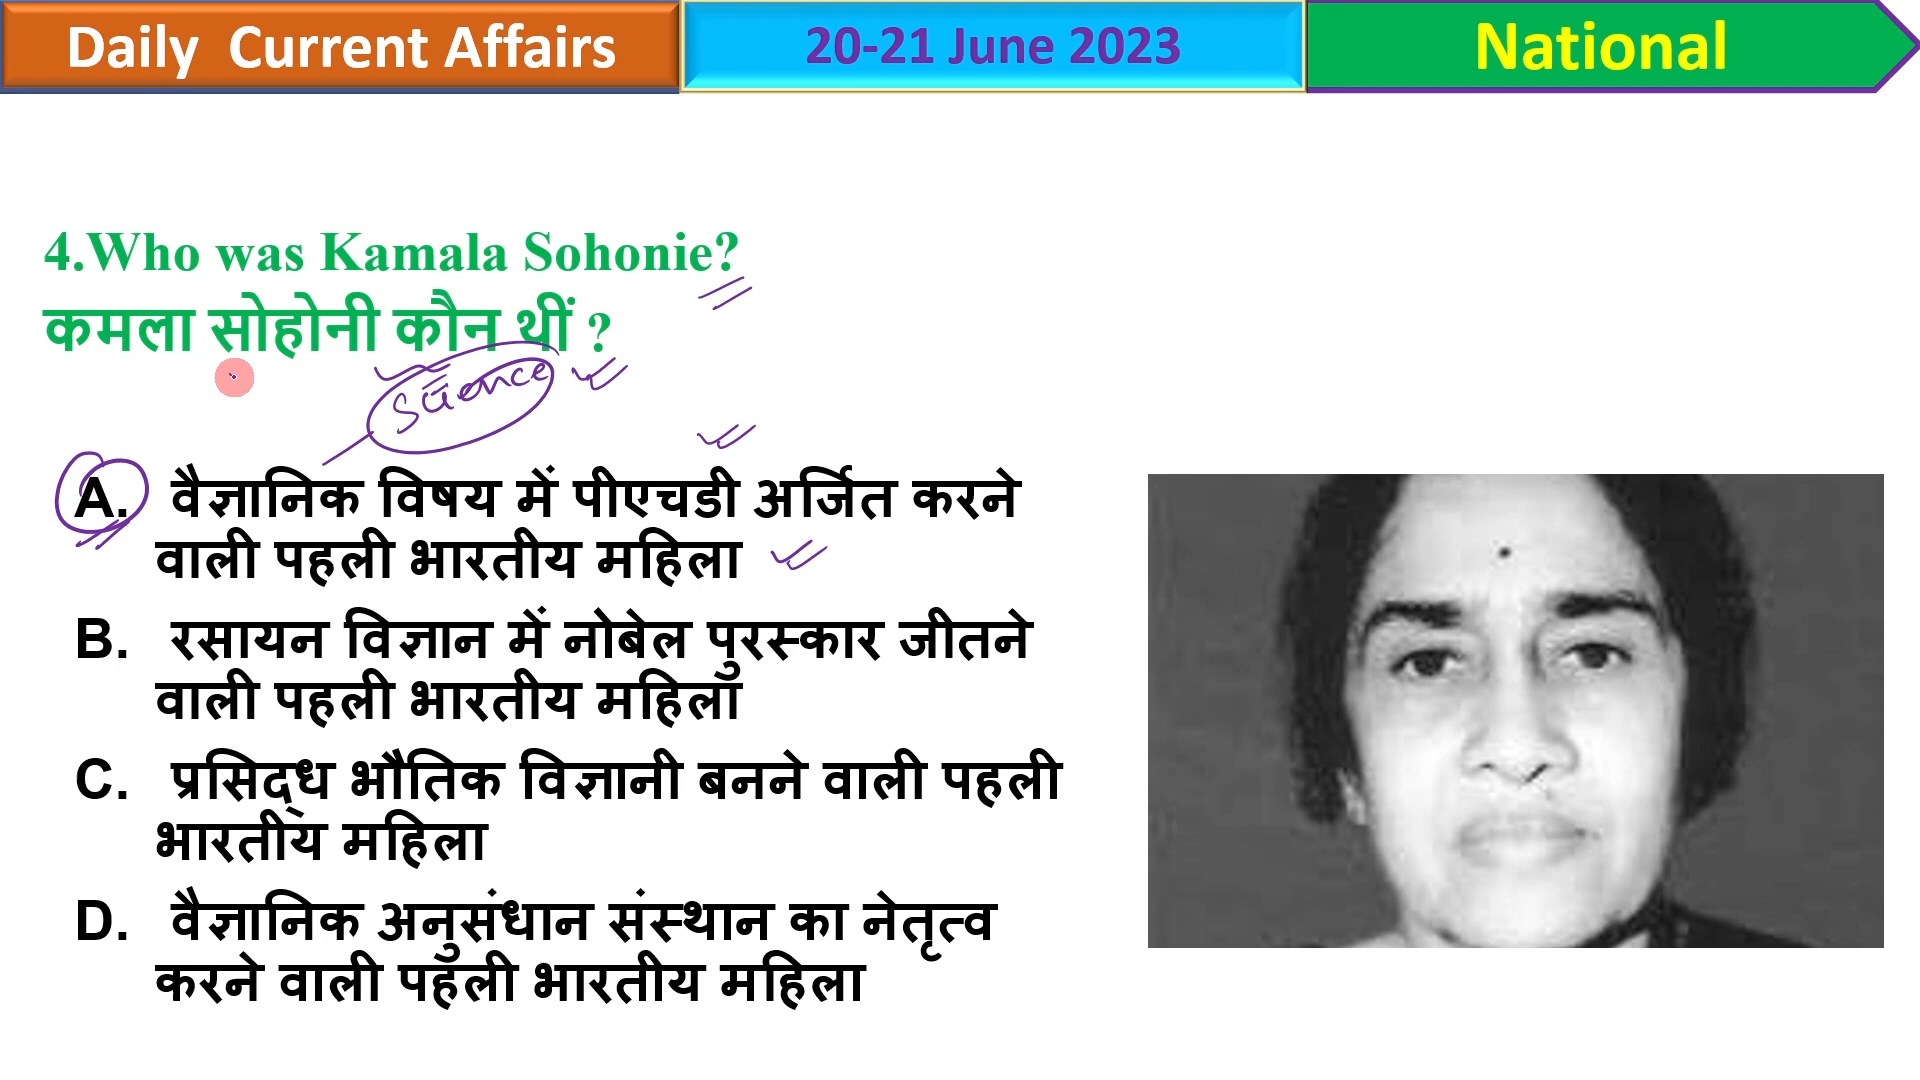 Daily Current Affairs
20-21 June 2023
National
4.Who was Kamala Sohonie?
कमला सोहोनी कौन थीं ?
Science
A. वैज्ञानिक विषय में पीएचडी अर्जित करने
वाली पहली भारतीय महिला
B. रसायन विज्ञान में नोबेल पुरस्कार जीतने
वाली पहली भारतीय महिला
C. प्रसिद्ध भौतिक विज्ञानी बनने वाली पहली
भारतीय महिला
D. वैज्ञानिक अनुसंधान संस्थान का नेतृत्व
करने वाली पहली भारतीय महिला